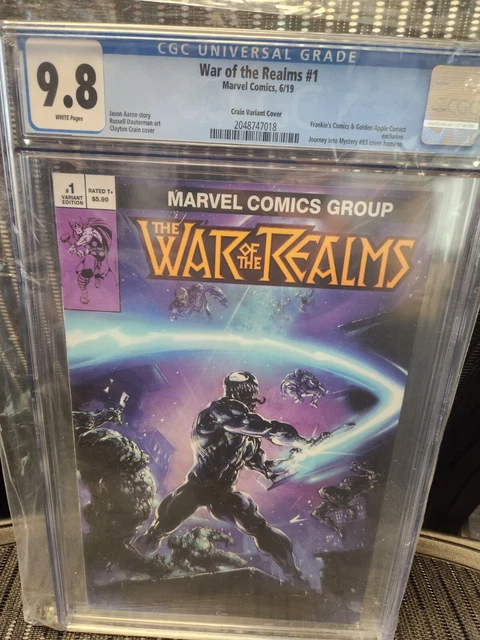 CGC UNIVERSAL GRADE
9.8
WHITE Pages
War of the Realms #1
Marvel Comics, 6/19
Jason Aaron story
Russell Dauterman art
Clayton Crain cover
Crain Variant Cover
2048747018
Frankie's Comics & Golden Apple Comics
exclusive.
Journey Into Mystery #83 cover homage.
CGC
#1
VARIANT
EDITION
RATED T+
$5.99
MARVEL COMICS GROUP
THE
WAR OF THE REALMS